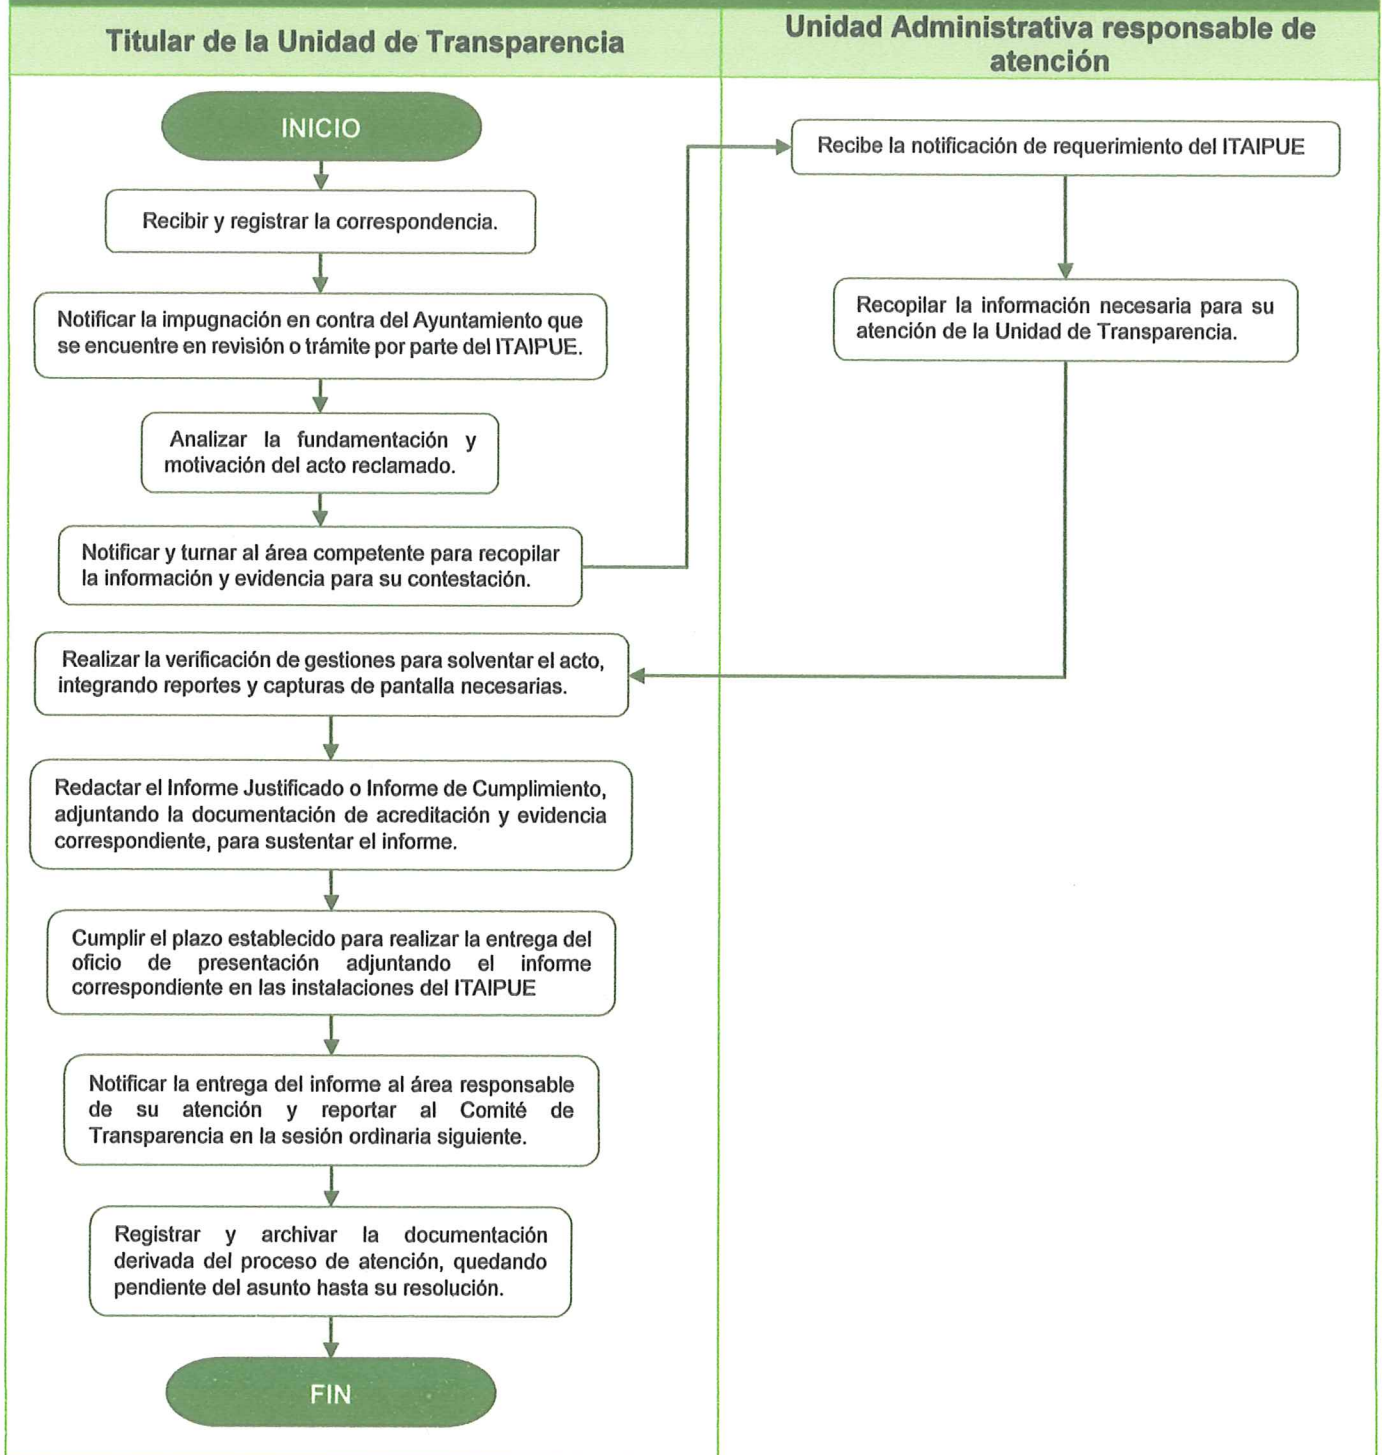 Titular de la Unidad de Transparencia
Unidad Administrativa responsable de
atención
INICIO
Recibir y registrar la correspondencia.
Notificar la impugnación en contra del Ayuntamiento que
se encuentre en revisión o trámite por parte del ITAIPUE.
Analizar la fundamentación y
motivación del acto reclamado.
Notificar y turnar al área competente para recopilar
la información y evidencia para su contestación.
Recibe la notificación de requerimiento del ITAIPUE
Recopilar la información necesaria para su
atención de la Unidad de Transparencia.
Realizar la verificación de gestiones para solventar el acto,
integrando reportes y capturas de pantalla necesarias.
Redactar el Informe Justificado o Informe de Cumplimiento,
adjuntando la documentación de acreditación y evidencia
correspondiente, para sustentar el informe.
Cumplir el plazo establecido para realizar la entrega del
oficio de presentación adjuntando el informe
correspondiente en las instalaciones del ITAIPUE
Notificar la entrega del informe al área responsable
de su atención y reportar al Comité de
Transparencia en la sesión ordinaria siguiente.
Registrar y archivar la documentación
derivada del proceso de atención, quedando
pendiente del asunto hasta su resolución.
FIN